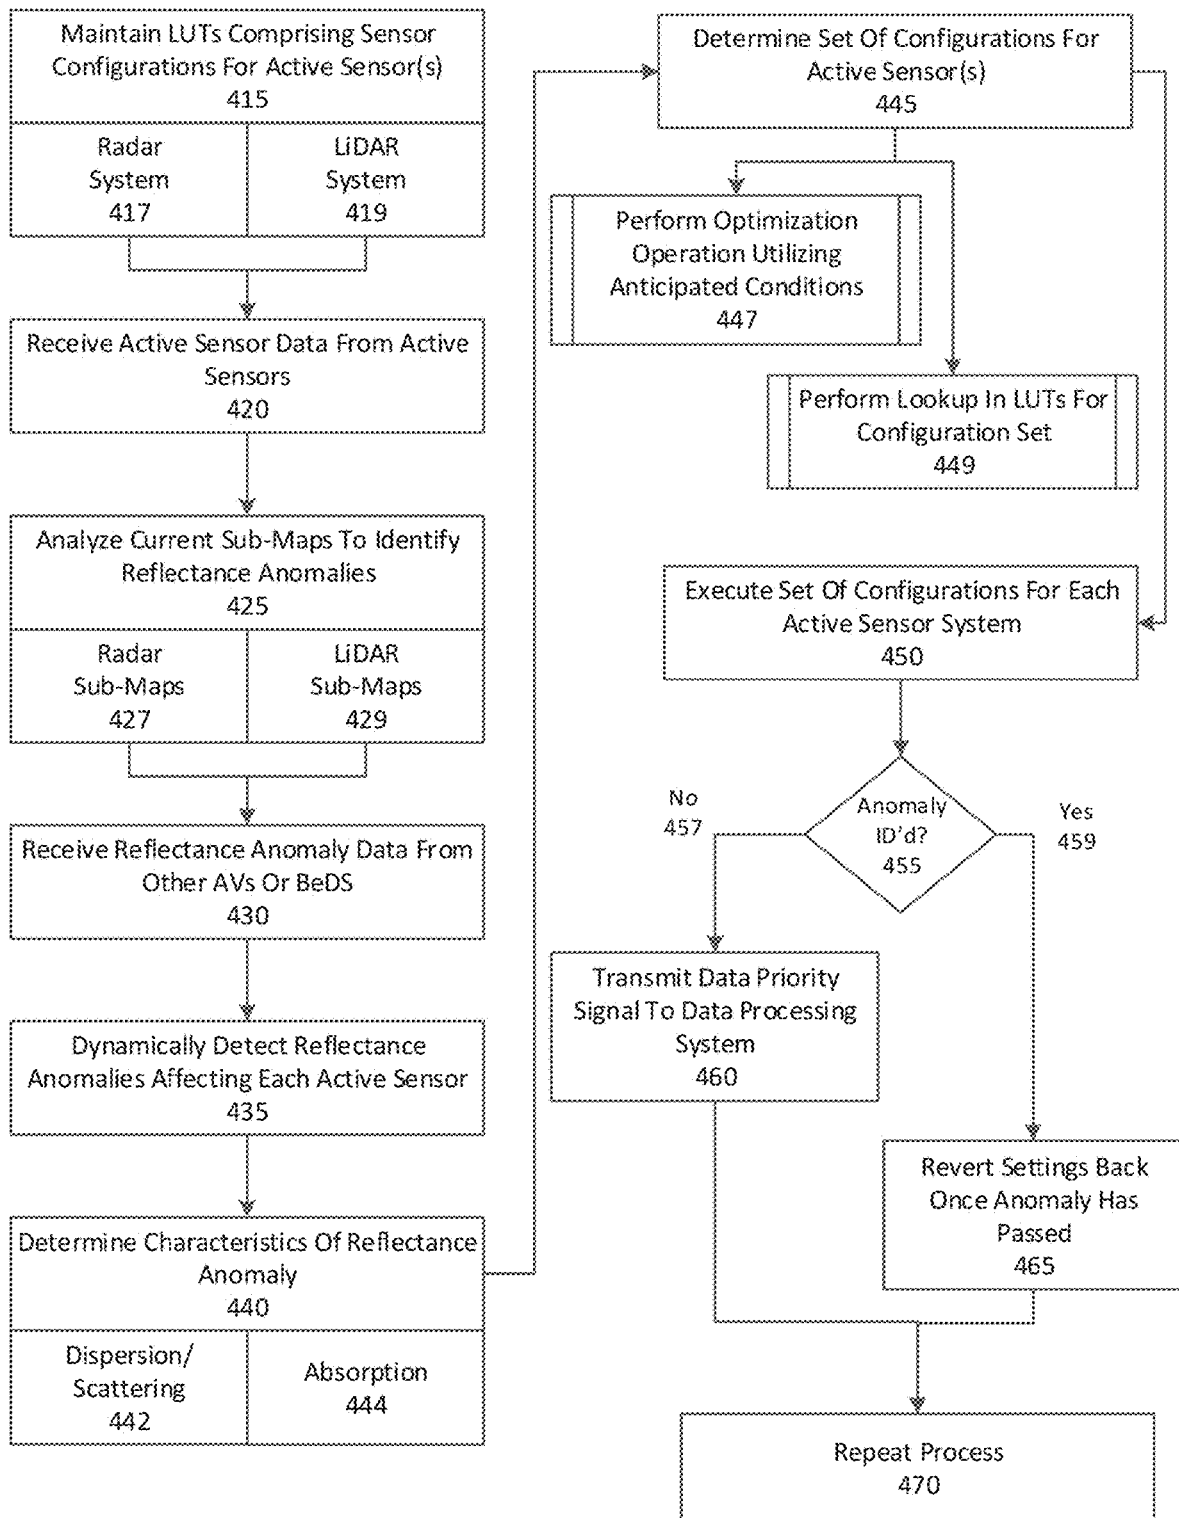 Maintain LUTs Comprising Sensor
Configurations For Active Sensor(s)
415
Radar
System
417
LiDAR
System
419
Receive Active Sensor Data From Active
Sensors
420
Analyze Current Sub-Maps To Identify
Reflectance Anomalies
425
Radar
Sub-Maps
427
LiDAR
Sub-Maps
429
Receive Reflectance Anomaly Data From
Other AVs Or BeDS
430
Dynamically Detect Reflectance
Anomalies Affecting Each Active Sensor
435
Determine Characteristics Of Reflectance
Anomaly
440
Dispersion/
Scattering
442
Absorption
444
Determine Set Of Configurations For
Active Sensor(s)
445
Perform Optimization
Operation Utilizing
Anticipated Conditions
447
Perform Lookup In LUTs For
Configuration Set
449
Execute Set Of Configurations For Each
Active Sensor System
450
Anomaly
ID'd?
455
No
457
Yes
459
Transmit Data Priority
Signal To Data Processing
System
460
Revert Settings Back
Once Anomaly Has
Passed
465
Repeat Process
470